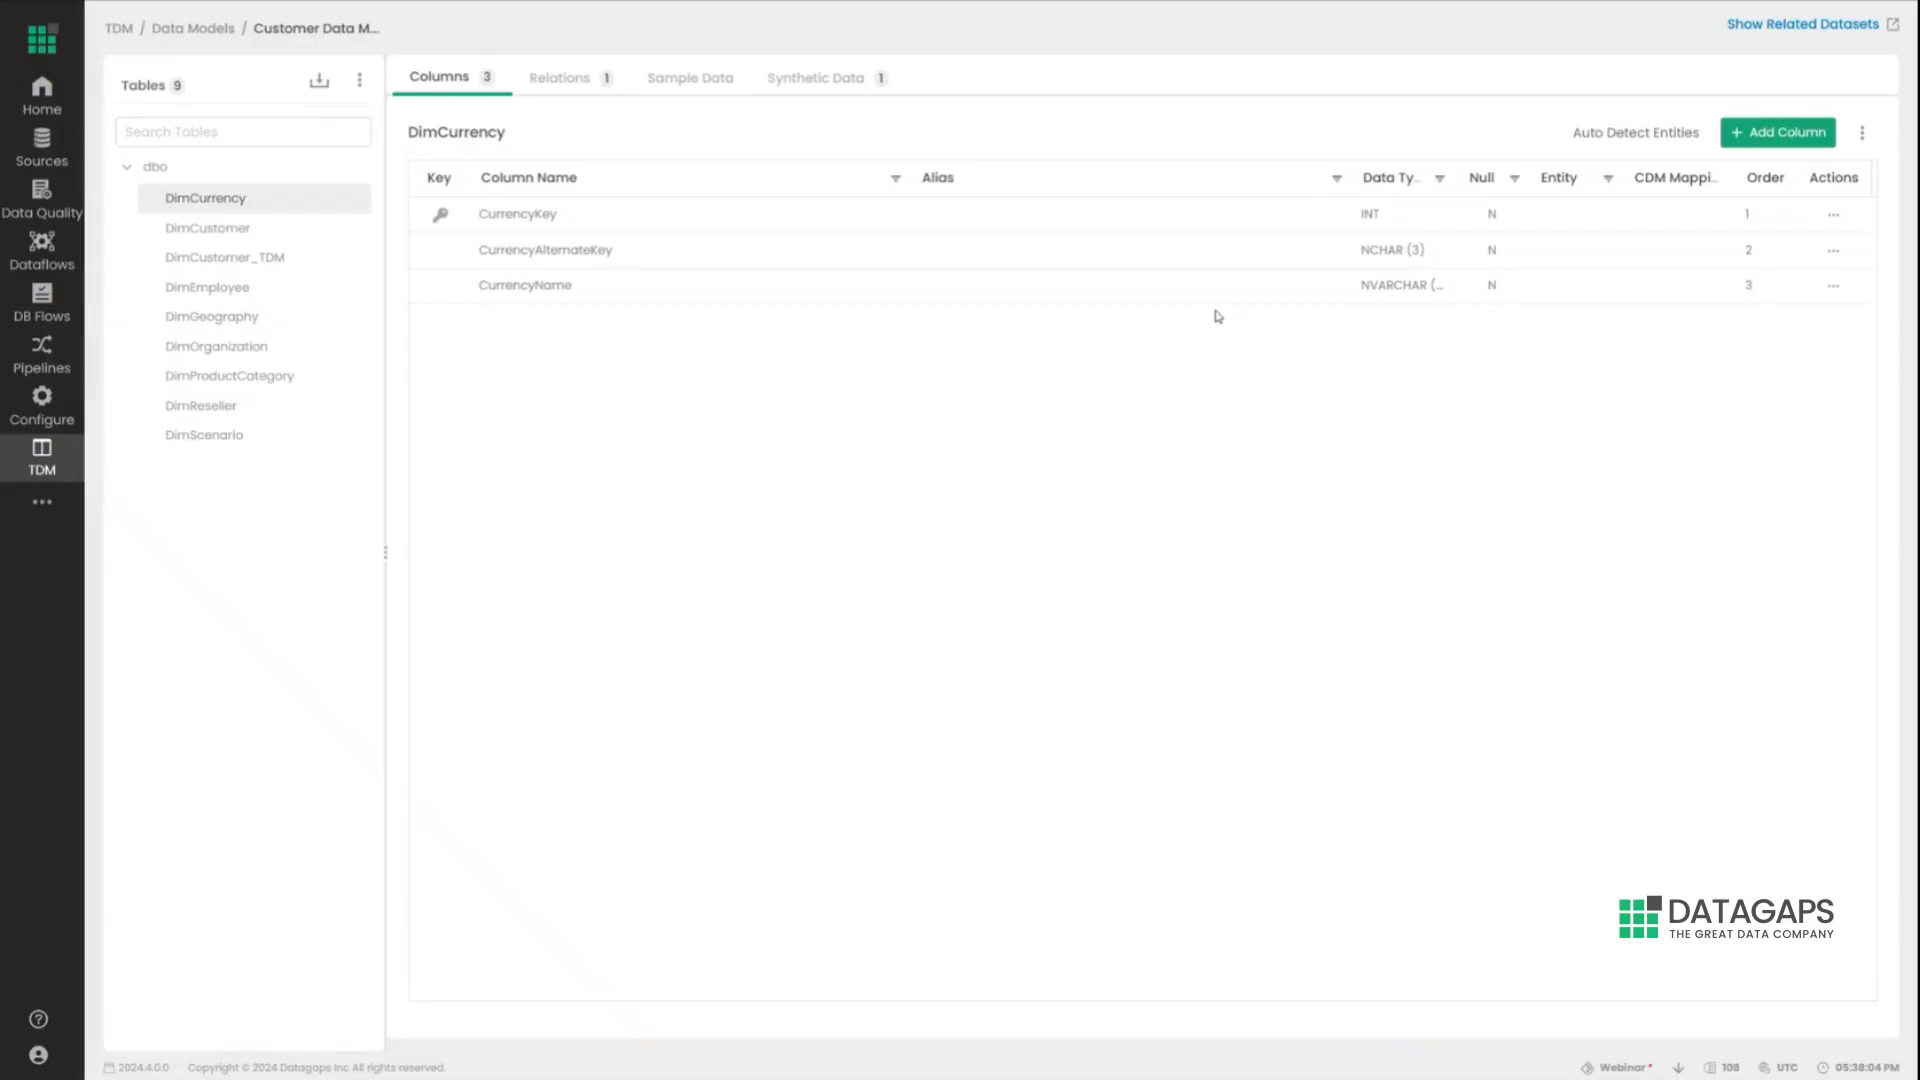 TDM / Data Models / Customer Data M...
Show Related Datasets
Home
Sources
Data Quality
Dataflows
DB Flows
Pipelines
Configure
TDM
Tables 9
Search Tables
dbo
DimCurrency
DimCustomer
DimCustomer_TDM
DimEmployee
DimGeography
DimOrganization
DimProductCategory
DimReseller
DimScenario
Columns 3 Relations 1 Sample Data Synthetic Data 1
DimCurrency
Auto Detect Entities + Add Column
Key Column Name Alias Data Ty... Null Entity CDM Mappi... Order Actions
CurrencyKey INT N 1 ...
CurrencyAlternateKey NCHAR (3) N 2 ...
CurrencyName NVARCHAR (... N 3 ...
DATAGAPS
THE GREAT DATA COMPANY
2024.4.0.0 Copyright © 2024 Datagaps Inc All rights reserved.
Webinar * 108 UTC 05:38:04 PM